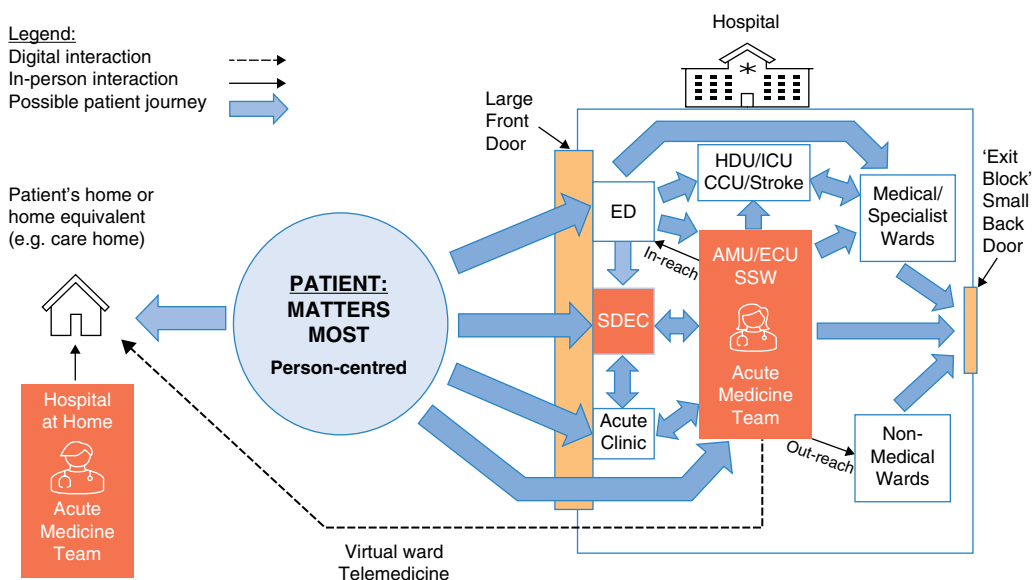 Legend:
Digital interaction
In-person interaction
Possible patient journey
Hospital
Large
Front
Door
'Exit
Block'
Small
Back
Door
Patient's home or
home equivalent
(e.g. care home)
PATIENT:
MATTERS
MOST
Person-centred
ED
HDU/ICU
CCU/Stroke
Medical/
Specialist
Wards
In-reach
AMU/ECU
SSW
Acute
Medicine
Team
SDEC
Acute
Clinic
Out-reach
Non-
Medical
Wards
Hospital
at Home
Acute
Medicine
Team
Virtual ward
Telemedicine